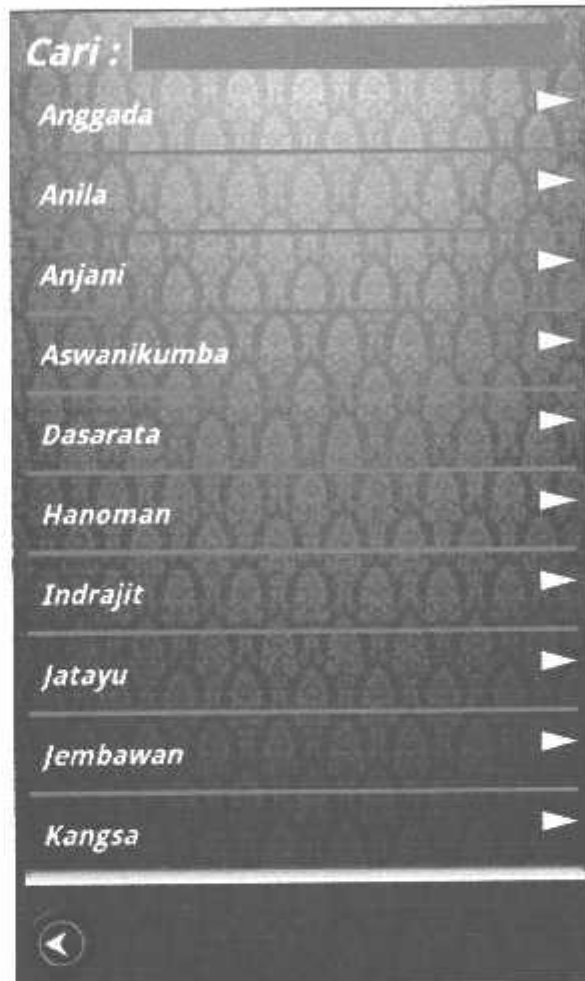 Cari :
Anggada
Anila
Anjani
Aswanikumba
Dasarata
Hanoman
Indrajit
Jatayu
Jembawan
Kangsa